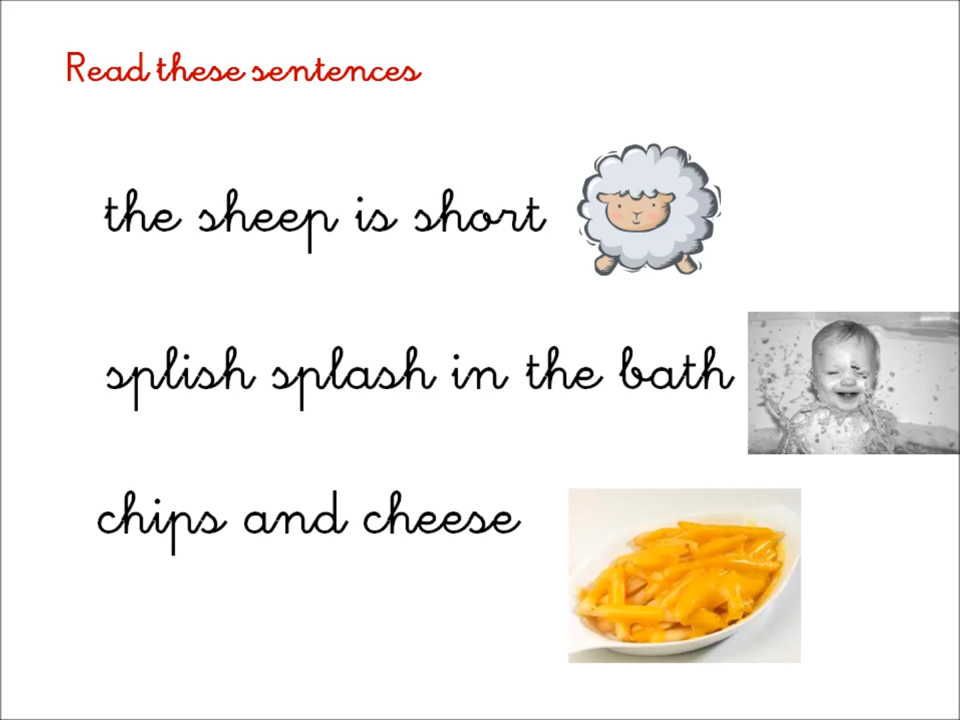 Read these sentences
the sheep is short
splish splash in the bath
chips and cheese